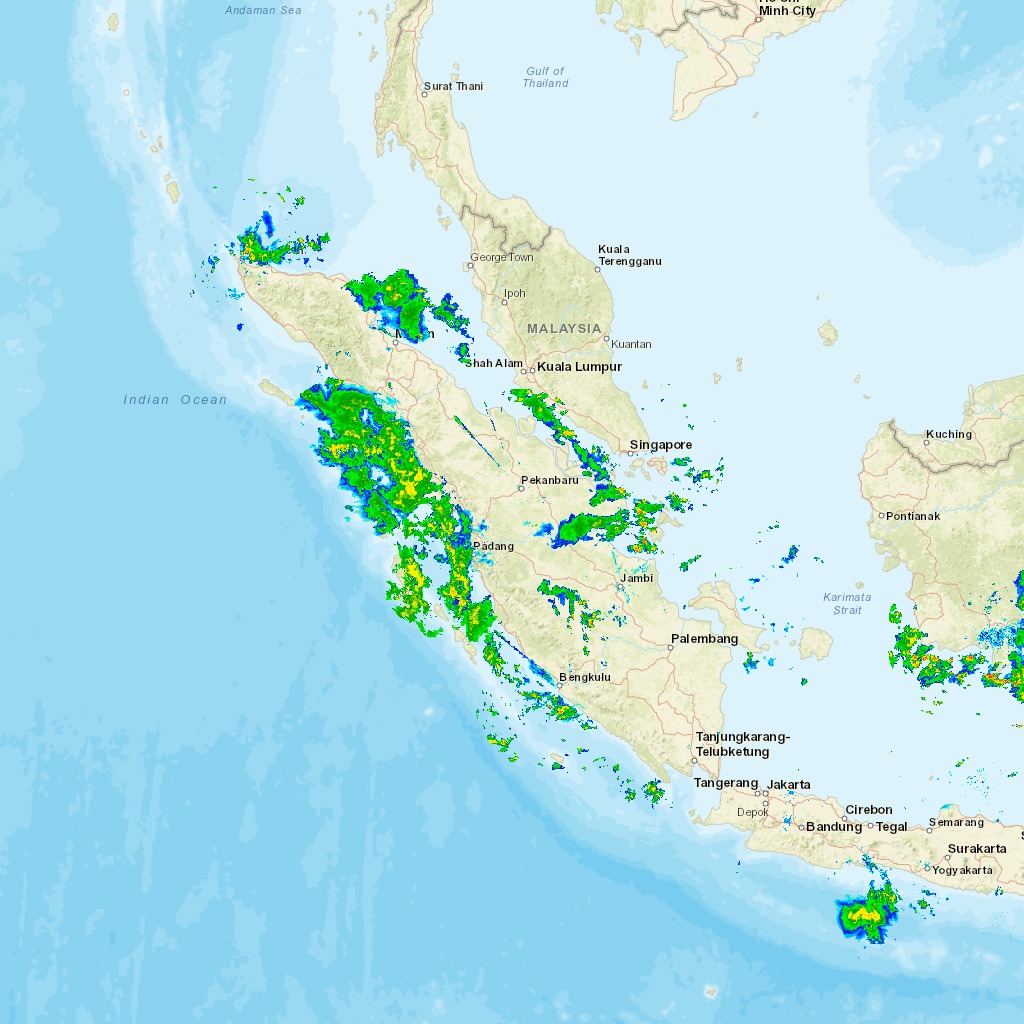 Andaman Sea
Minh City
Gulf of
Thailand
Surat Thani
Kuala
Terengganu
George Town
Ipoh
MALAYSIA
Kuantan
Shah Alam
Kuala Lumpur
Indian Ocean
Kuching
Singapore
Pekanbaru
Pontianak
Padang
Jambi
Karimata
Strait
Palembang
Bengkulu
Tanjungkarang-
Telubketung
Tangerang
Jakarta
Depok
Cirebon
Bandung
Tegal
Semarang
Surakarta
Yogyakarta